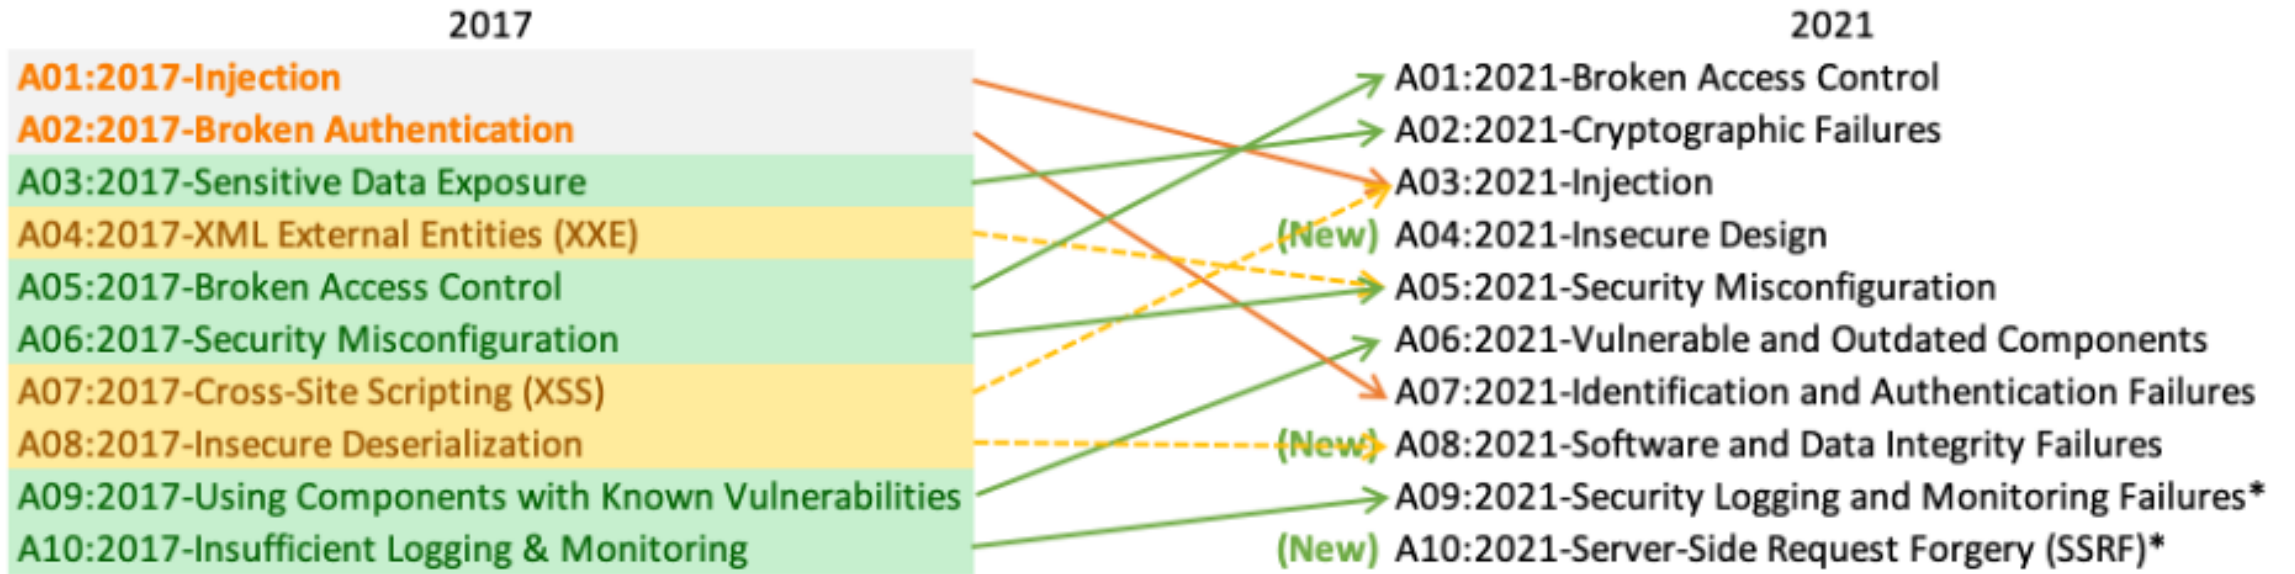 2017
A01:2017-Injection
A02:2017-Broken Authentication
A03:2017-Sensitive Data Exposure
A04:2017-XML External Entities (XXE)
A05:2017-Broken Access Control
A06:2017-Security Misconfiguration
A07:2017-Cross-Site Scripting (XSS)
A08:2017-Insecure Deserialization
A09:2017-Using Components with Known Vulnerabilities
A10:2017-Insufficient Logging & Monitoring
2021
A01:2021-Broken Access Control
A02:2021-Cryptographic Failures
A03:2021-Injection
(New) A04:2021-Insecure Design
A05:2021-Security Misconfiguration
A06:2021-Vulnerable and Outdated Components
A07:2021-Identification and Authentication Failures
(New) A08:2021-Software and Data Integrity Failures
A09:2021-Security Logging and Monitoring Failures*
(New) A10:2021-Server-Side Request Forgery (SSRF)*